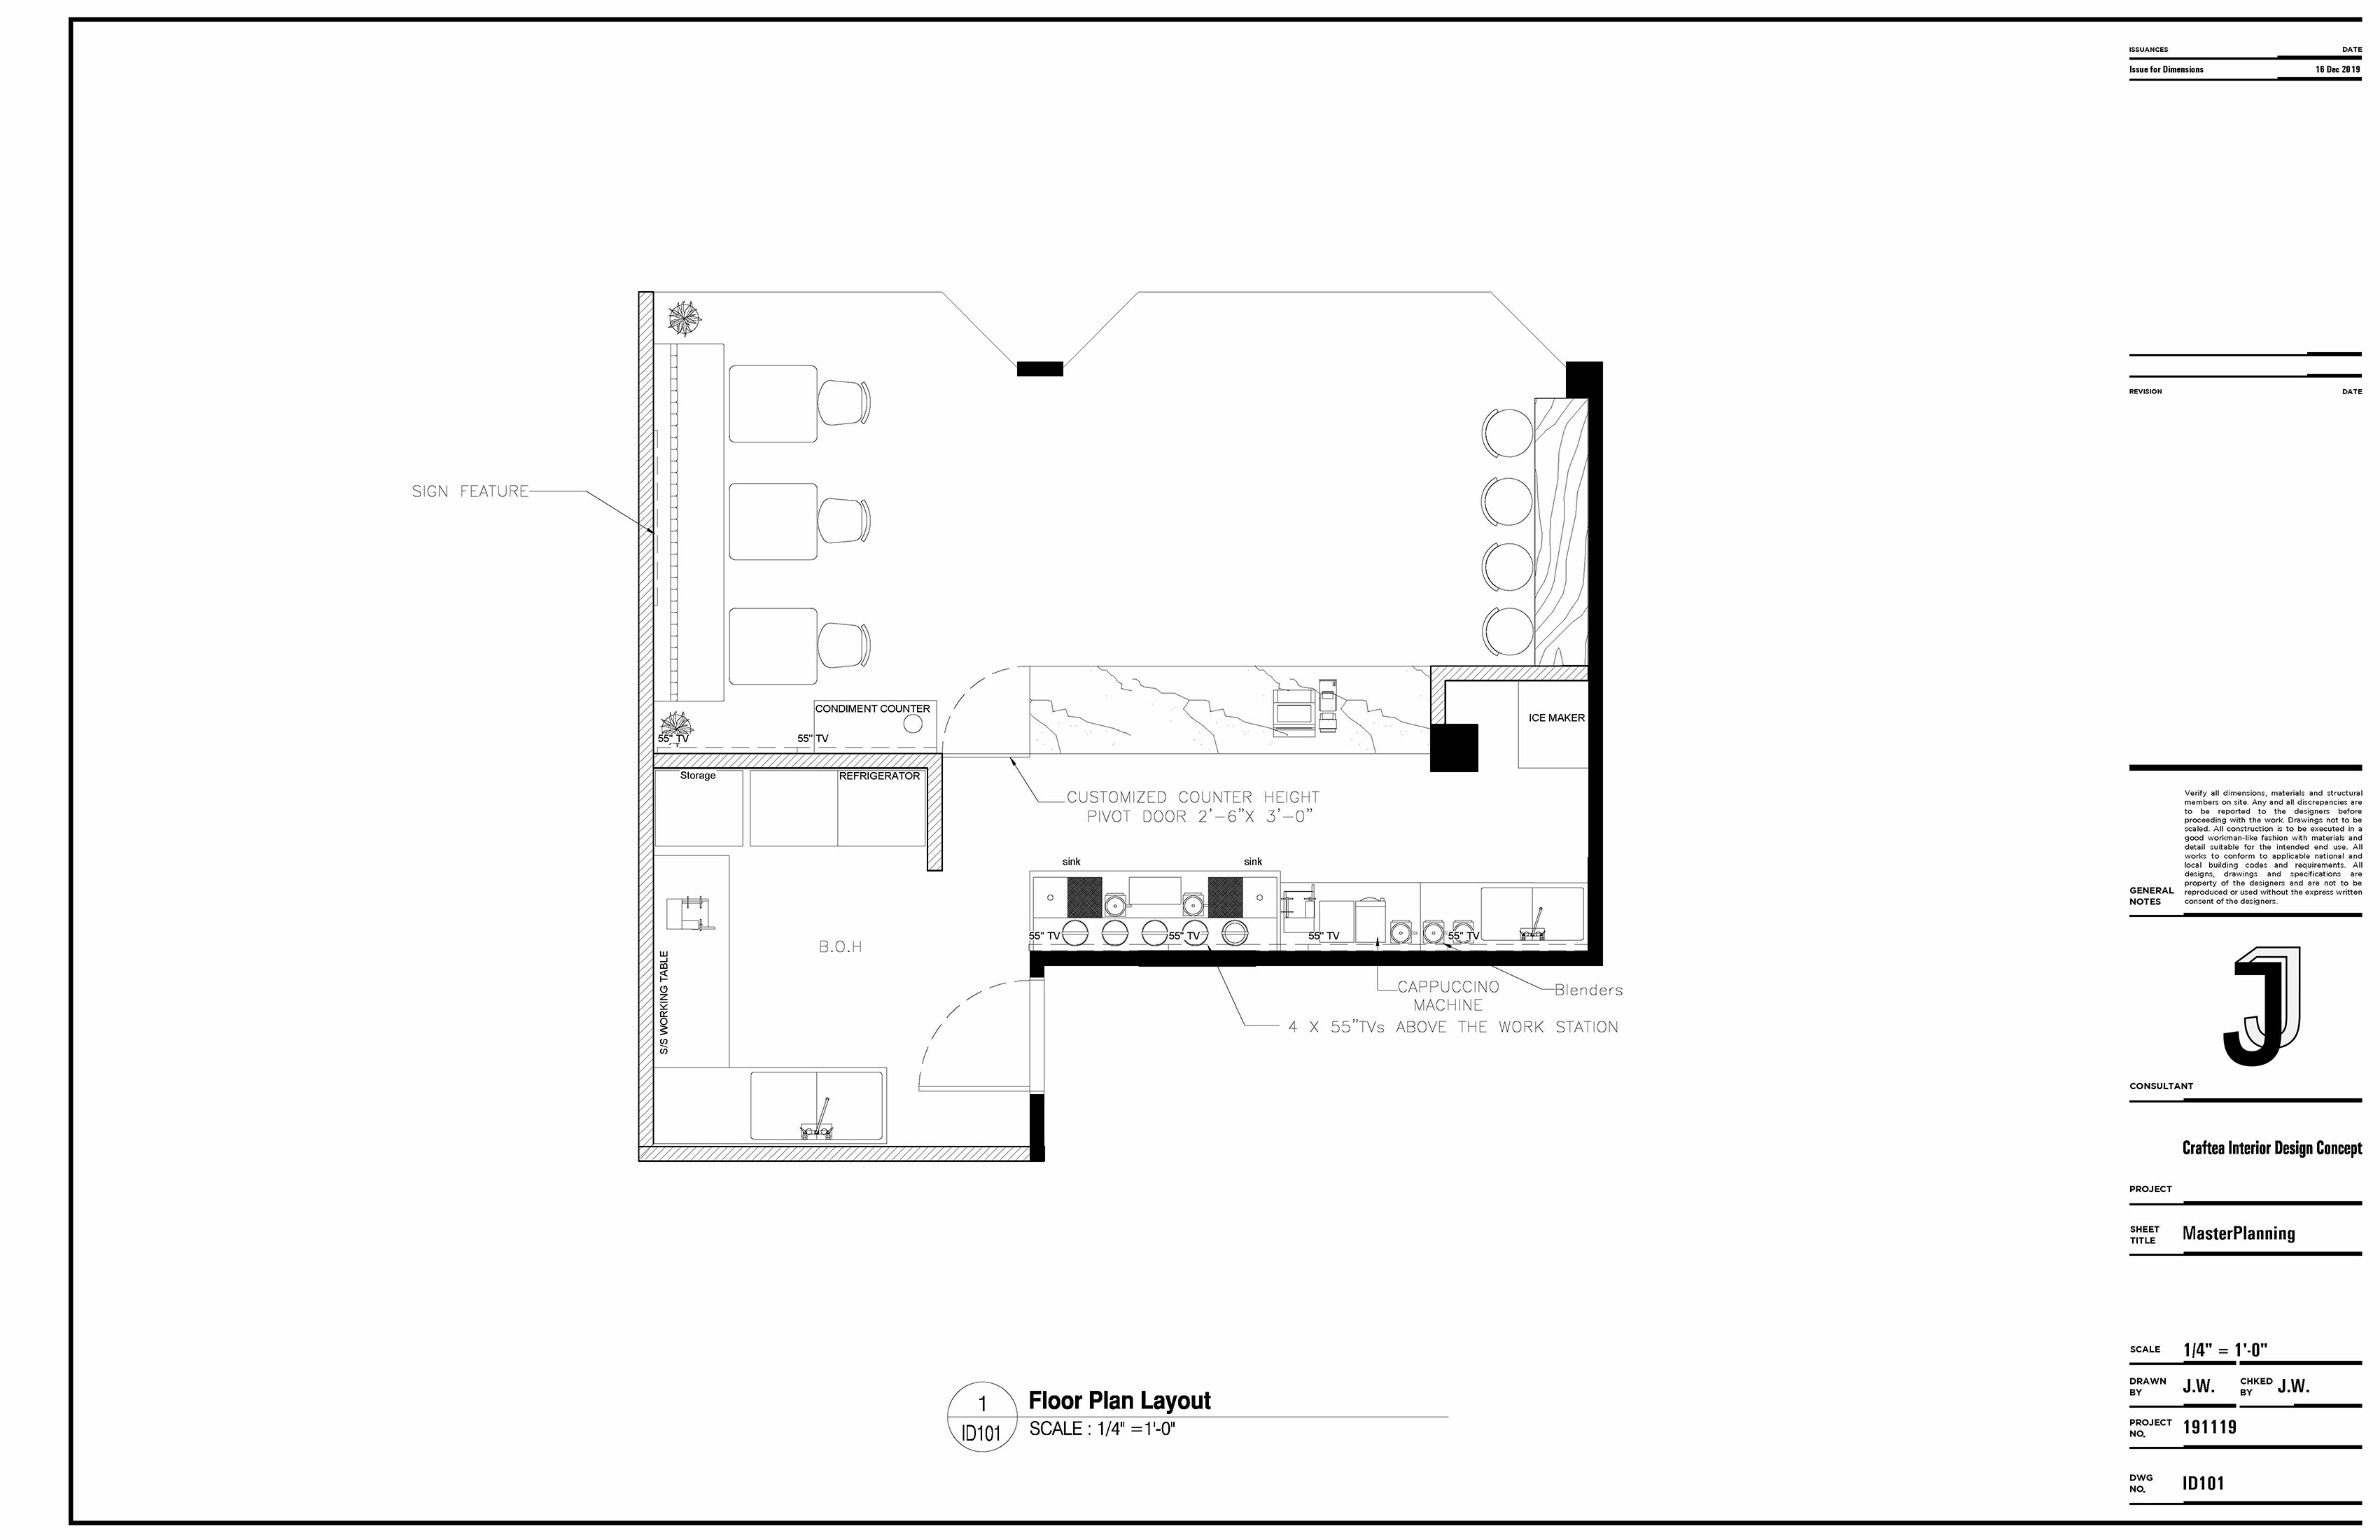 ISSUANCES DATE
Issue for Dimensions 16 Dec 2019
REVISION DATE
SIGN FEATURE
CONDIMENT COUNTER
55" TV
55" TV
ICE MAKER
Storage
REFRIGERATOR
CUSTOMIZED COUNTER HEIGHT
PIVOT DOOR 2'-6"X 3'-0"
sink
sink
55" TV
55" TV
55" TV
55" TV
B.O.H
S/S WORKING TABLE
CAPPUCCINO
MACHINE
Blenders
4 X 55"TVs ABOVE THE WORK STATION
1
ID101
Floor Plan Layout
SCALE : 1/4" =1'-0"
GENERAL
NOTES
Verify all dimensions, materials and structural
members on site. Any and all discrepancies are
to be reported to the designers before
proceeding with the work. Drawings not to be
scaled. All construction is to be executed in a
good workman-like fashion with materials and
detail suitable for the intended end use. All
works to conform to applicable national and
local building codes and requirements. All
designs, drawings and specifications are
property of the designers and are not to be
reproduced or used without the express written
consent of the designers.
JJ
CONSULTANT
Craftea Interior Design Concept
PROJECT
SHEET
TITLE
MasterPlanning
SCALE 1/4" = 1'-0"
DRAWN
BY
J.W.
CHKED
BY
J.W.
PROJECT
NO.
191119
DWG
NO.
ID101